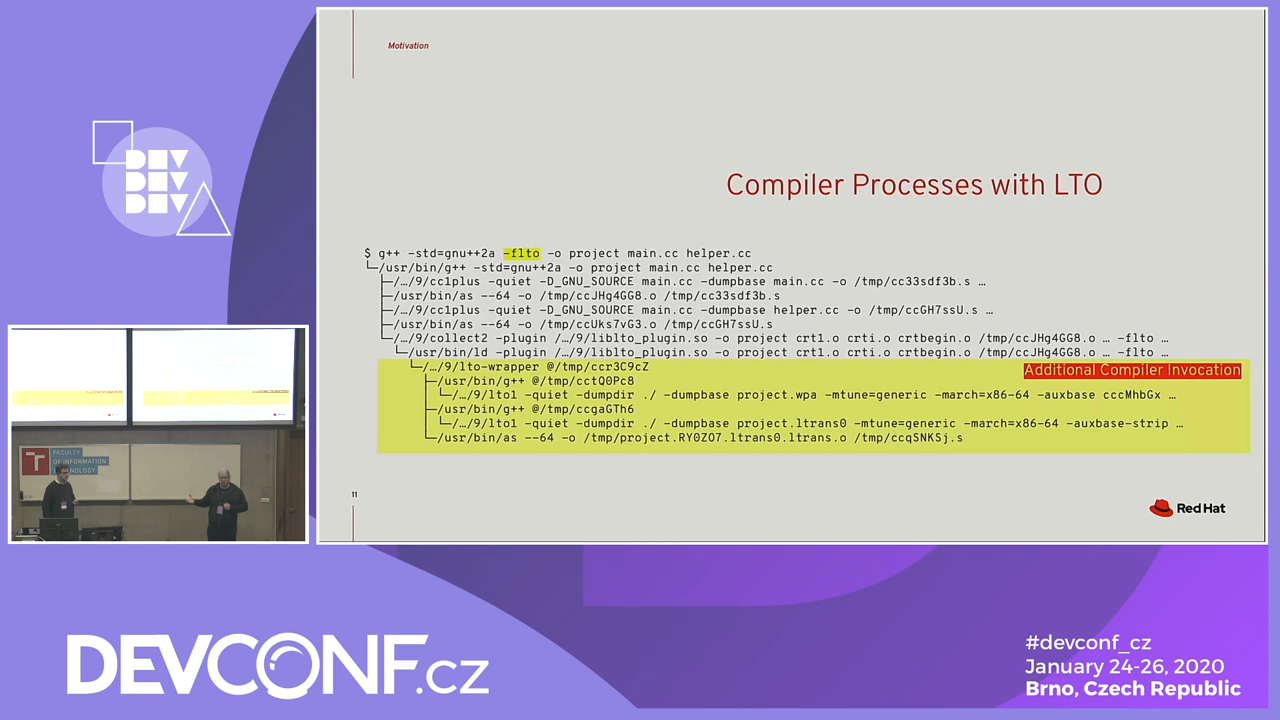 Motivation
DEV
DEV
DEV
Compiler Processes with LTO
$ g++ -std=gnu++2a -flto -o project main.cc helper.cc
└─/usr/bin/g++ -std=gnu++2a -o project main.cc helper.cc
├─/…/9/cc1plus -quiet -D_GNU_SOURCE main.cc -dumpbase main.cc -o /tmp/cc33sdf3b.s …
├─/usr/bin/as --64 -o /tmp/ccJHg4GG8.o /tmp/cc33sdf3b.s
├─/…/9/cc1plus -quiet -D_GNU_SOURCE main.cc -dumpbase helper.cc -o /tmp/ccGH7ssU.s …
├─/usr/bin/as --64 -o /tmp/ccUks7vG3.o /tmp/ccGH7ssU.s
└─/…/9/collect2 -plugin /…/9/liblto_plugin.so -o project crt1.o crti.o crtbegin.o /tmp/ccJHg4GG8.o … -flto …
└─/usr/bin/ld -plugin /…/9/liblto_plugin.so -o project crt1.o crti.o crtbegin.o /tmp/ccJHg4GG8.o … -flto …
└─/…/9/lto-wrapper @/tmp/ccr3C9cZ
Additional Compiler Invocation
├─/usr/bin/g++ @/tmp/cctQ0Pc8
│ └─/…/9/lto1 -quiet -dumpdir ./ -dumpbase project.wpa -mtune=generic -march=x86-64 -auxbase cccMhbGx …
├─/usr/bin/g++ @/tmp/ccgaGTh6
│ └─/…/9/lto1 -quiet -dumpdir ./ -dumpbase project.ltrans0 -mtune=generic -march=x86-64 -auxbase-strip …
└─/usr/bin/as --64 -o /tmp/project.RY0ZO7.ltrans0.ltrans.o /tmp/ccqSNKSj.s
11
Red Hat
FACULTY
OF INFORMATION
TECHNOLOGY
DEVCONF.cz
#devconf_cz
January 24-26, 2020
Brno, Czech Republic